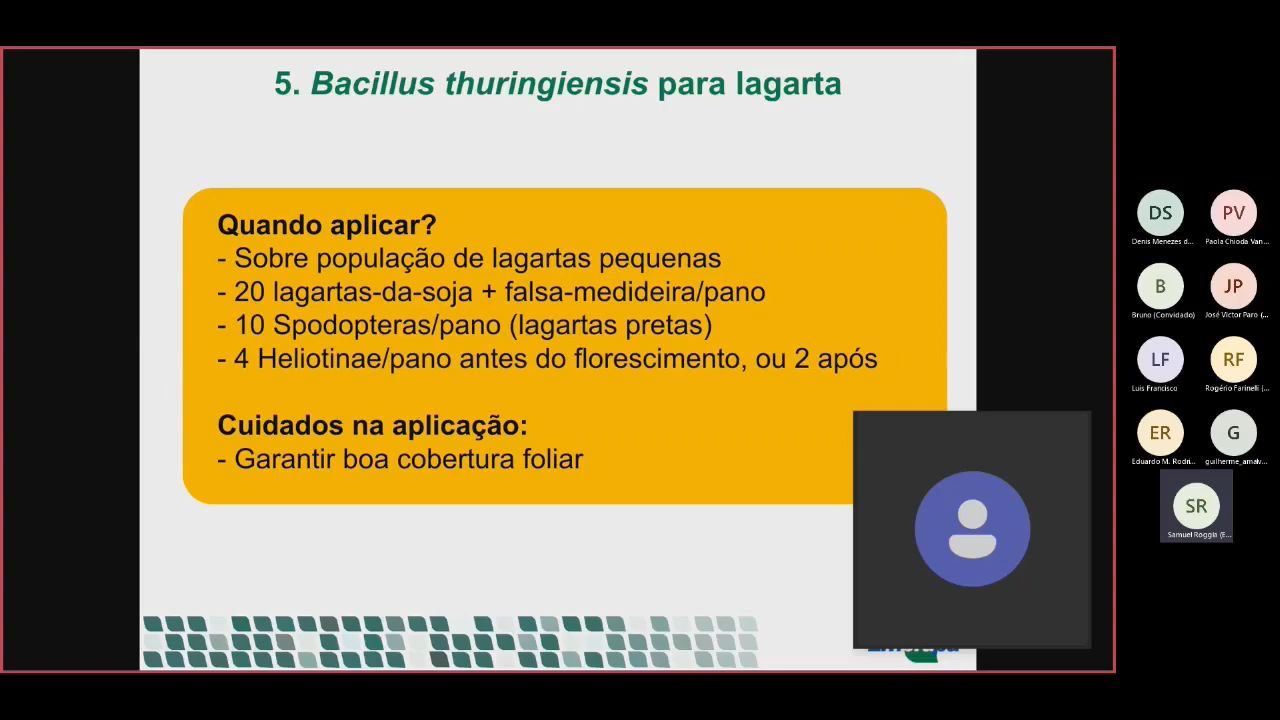 5. Bacillus thuringiensis para lagarta
Quando aplicar?
- Sobre população de lagartas pequenas
- 20 lagartas-da-soja + falsa-medideira/pano
- 10 Spodopteras/pano (lagartas pretas)
- 4 Heliotinae/pano antes do florescimento, ou 2 após
Cuidados na aplicação:
- Garantir boa cobertura foliar
DS
PV
Denis Menezes d...
Paola Chioda Van...
B
JP
Bruno (Convidado)
José Victor Paro (...
LF
RF
Luis Francisco
Rogério Farinelli (...
ER
G
Eduardo M. Rodri...
guilherme_amalv...
SR
Samuel Roggia (E...